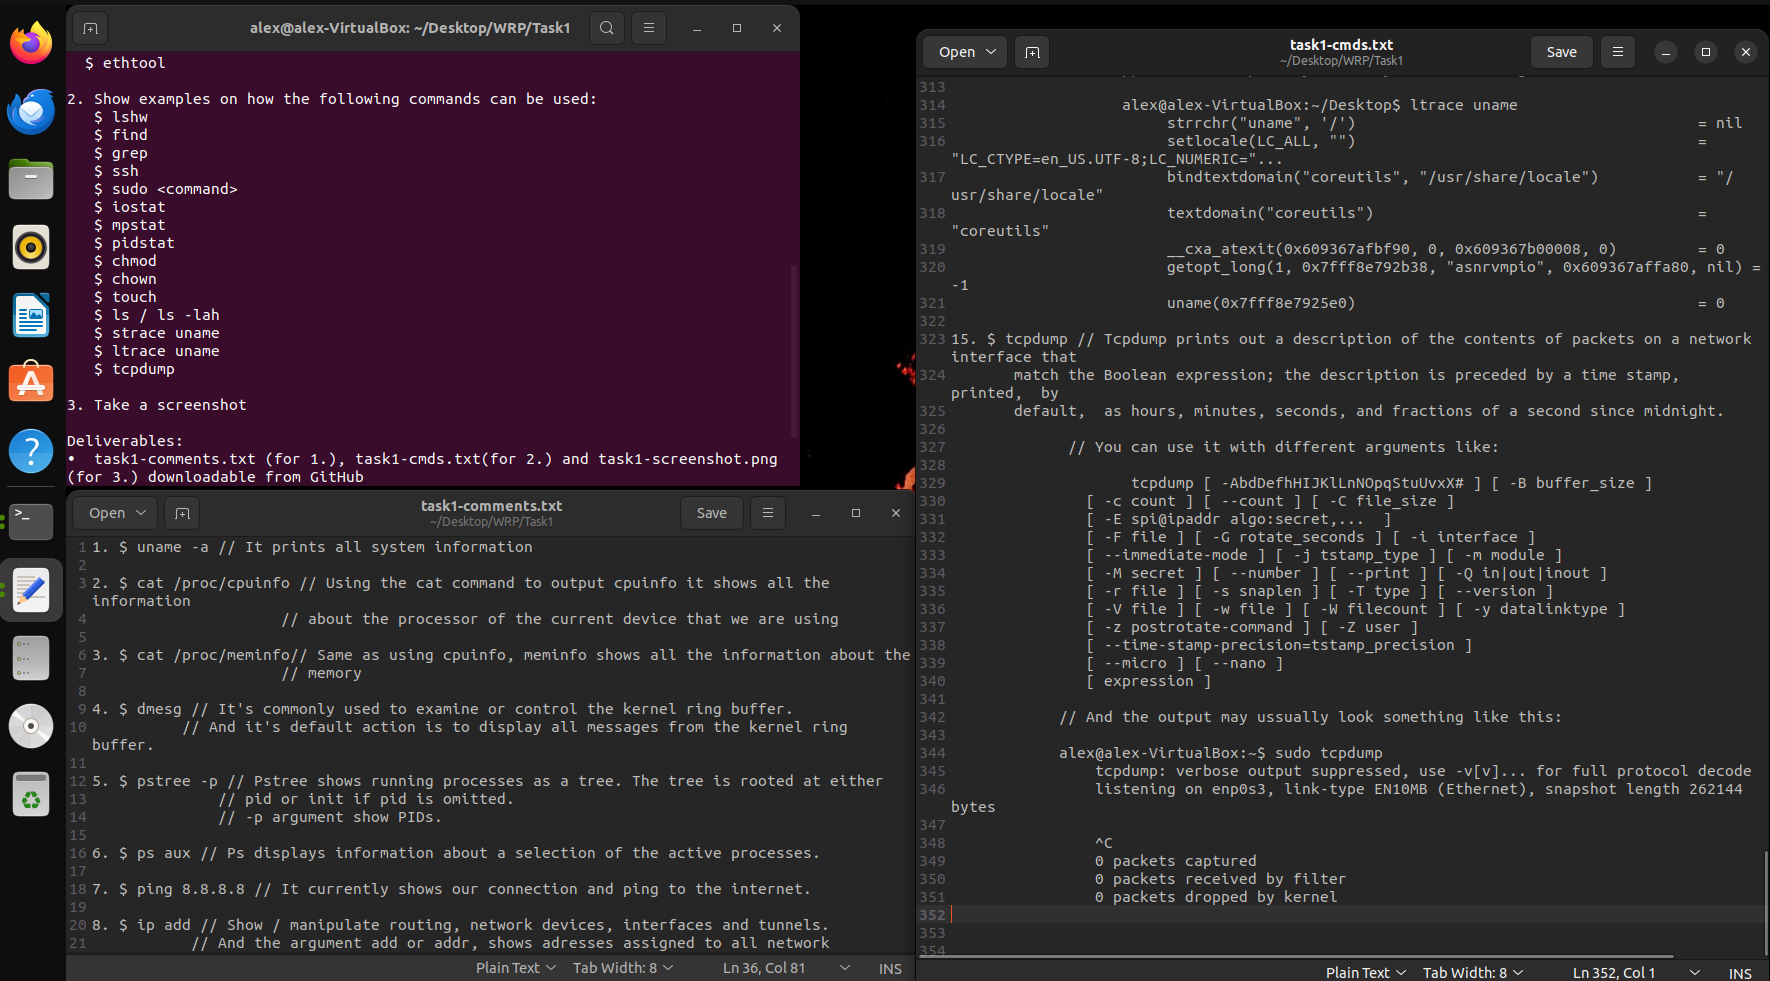 alex@alex-VirtualBox: ~/Desktop/WRP/Task1
$ ethtool
2. Show examples on how the following commands can be used:
$ lshw
$ find
$ grep
$ ssh
$ sudo <command>
$ iostat
$ mpstat
$ pidstat
$ chmod
$ chown
$ touch
$ ls / ls -lah
$ strace uname
$ ltrace uname
$ tcpdump
3. Take a screenshot
Deliverables:
• task1-comments.txt (for 1.), task1-cmds.txt(for 2.) and task1-screenshot.png
(for 3.) downloadable from GitHub
Open
task1-comments.txt
~/Desktop/WRP/Task1
Save
1 1. $ uname -a // It prints all system information
2
3 2. $ cat /proc/cpuinfo // Using the cat command to output cpuinfo it shows all the
information
4 // about the processor of the current device that we are using
5
6 3. $ cat /proc/meminfo// Same as using cpuinfo, meminfo shows all the information about the
7 // memory
8
9 4. $ dmesg // It's commonly used to examine or control the kernel ring buffer.
10 // And it's default action is to display all messages from the kernel ring
buffer.
11
12 5. $ pstree -p // Pstree shows running processes as a tree. The tree is rooted at either
13 // pid or init if pid is omitted.
14 // -p argument show PIDs.
15
16 6. $ ps aux // Ps displays information about a selection of the active processes.
17
18 7. $ ping 8.8.8.8 // It currently shows our connection and ping to the internet.
19
20 8. $ ip add // Show / manipulate routing, network devices, interfaces and tunnels.
21 // And the argument add or addr, shows adresses assigned to all network
Plain Text Tab Width: 8 Ln 36, Col 81 INS
Open
task1-cmds.txt
~/Desktop/WRP/Task1
Save
313
314 alex@alex-VirtualBox:~/Desktop$ ltrace uname
315 strrchr("uname", '/') = nil
316 setlocale(LC_ALL, "") =
"LC_CTYPE=en_US.UTF-8;LC_NUMERIC="...
317 bindtextdomain("coreutils", "/usr/share/locale") = "/
usr/share/locale"
318 textdomain("coreutils") =
"coreutils"
319 __cxa_atexit(0x609367afbf90, 0, 0x609367b00008, 0) = 0
320 getopt_long(1, 0x7fff8e792b38, "asnrvmpio", 0x609367affa80, nil) =
-1
321 uname(0x7fff8e7925e0) = 0
322
323 15. $ tcpdump // Tcpdump prints out a description of the contents of packets on a network
interface that
324 match the Boolean expression; the description is preceded by a time stamp,
printed, by
325 default, as hours, minutes, seconds, and fractions of a second since midnight.
326
327 // You can use it with different arguments like:
328
329 tcpdump [ -AbdDefhHIJKlLnNOpqStuUvxX# ] [ -B buffer_size ]
330 [ -c count ] [ --count ] [ -C file_size ]
331 [ -E spi@ipaddr algo:secret,... ]
332 [ -F file ] [ -G rotate_seconds ] [ -i interface ]
333 [ --immediate-mode ] [ -j tstamp_type ] [ -m module ]
334 [ -M secret ] [ --number ] [ --print ] [ -Q in|out|inout ]
335 [ -r file ] [ -s snaplen ] [ -T type ] [ --version ]
336 [ -V file ] [ -w file ] [ -W filecount ] [ -y datalinktype ]
337 [ -z postrotate-command ] [ -Z user ]
338 [ --time-stamp-precision=tstamp_precision ]
339 [ --micro ] [ --nano ]
340 [ expression ]
341
342 // And the output may ussually look something like this:
343
344 alex@alex-VirtualBox:~$ sudo tcpdump
345 tcpdump: verbose output suppressed, use -v[v]... for full protocol decode
346 listening on enp0s3, link-type EN10MB (Ethernet), snapshot length 262144
bytes
347
348 ^C
349 0 packets captured
350 0 packets received by filter
351 0 packets dropped by kernel
352
353
354
Plain Text Tab Width: 8 Ln 352, Col 1 INS